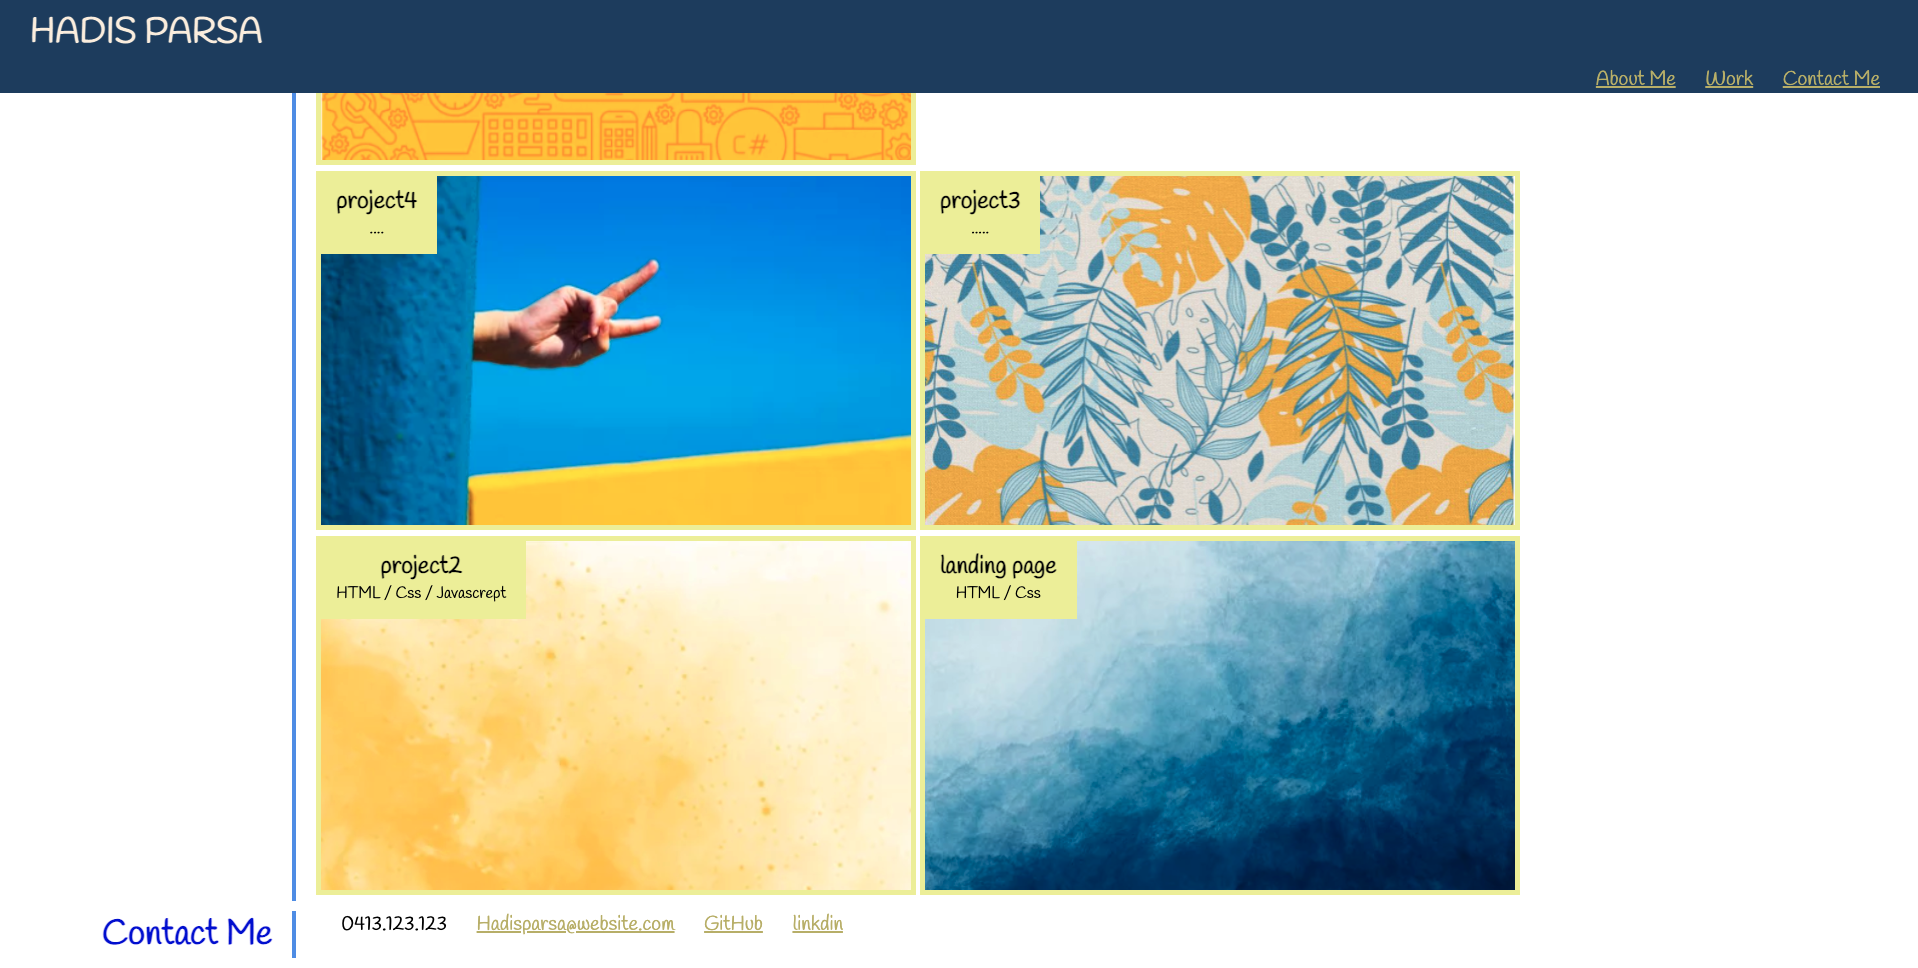 HADIS PARSA
About Me Work Contact Me
C#
project4
....
project3
.....
project2
HTML / Css / Javascrept
landing page
HTML / Css
Contact Me
0413.123.123 Hadisparsa@website.com GitHub linkdin